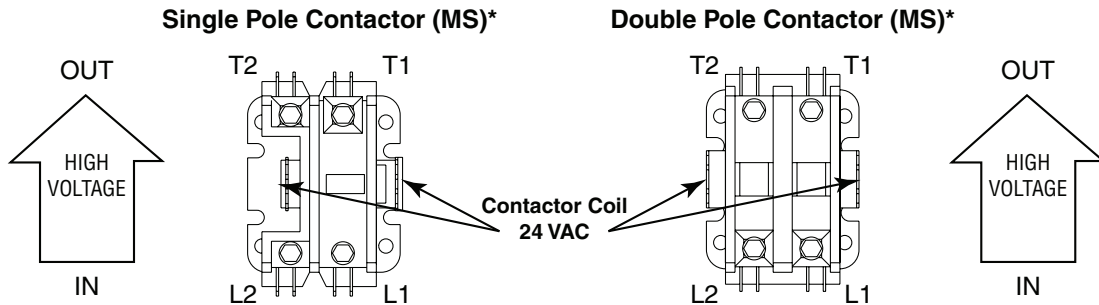 Single Pole Contactor (MS)*
Double Pole Contactor (MS)*
T2
T1
T2
T1
OUT
OUT
HIGH
VOLTAGE
HIGH
VOLTAGE
Contactor Coil
24 VAC
IN
IN
L2
L1
L2
L1